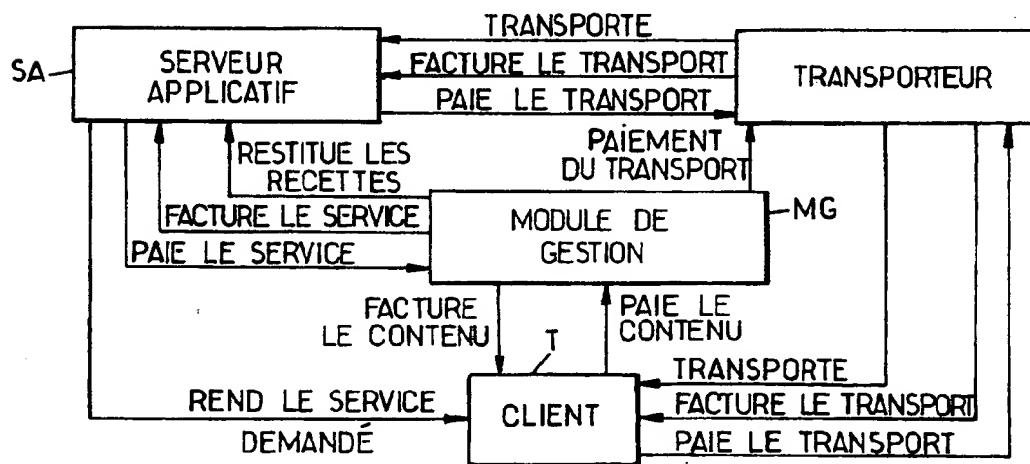 TRANSPORTE
SA
SERVEUR
APPLICATIF
FACTURE LE TRANSPORT
PAIE LE TRANSPORT
TRANSPORTEUR
RESTITUE LES
RECETTES
PAIEMENT
DU TRANSPORT
FACTURE LE SERVICE
PAIE LE SERVICE
MODULE DE
GESTION
MG
FACTURE
LE CONTENU
PAIE LE
CONTENU
T
TRANSPORTE
REND LE SERVICE
DEMANDÉ
CLIENT
FACTURE LE TRANSPORT
PAIE LE TRANSPORT